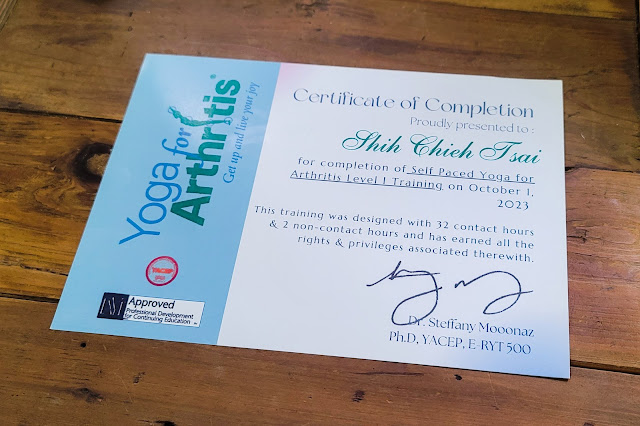 Yoga for
Arthritis®
Get up and live your joy
YACEP
Approved
Professional Development
for Continuing Education
Certificate of Completion
Proudly presented to :
Shih Chieh Tsai
for completion of Self Paced Yoga for
Arthritis Level 1 Training on October 1,
2023
This training was designed with 32 contact hours
& 2 non-contact hours and has earned all the
rights & privileges associated therewith.
Dr. Steffany Mooonaz
Ph.D, YACEP, E-RYT 500